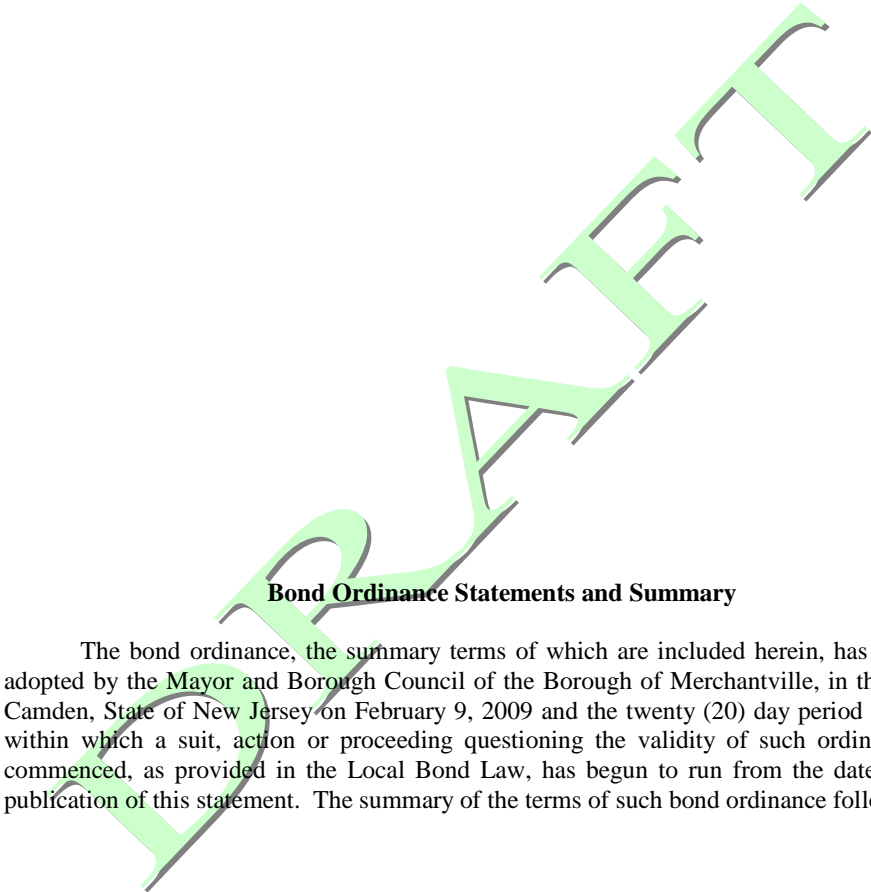 DRAFT
Bond Ordinance Statements and Summary
The bond ordinance, the summary terms of which are included herein, has
adopted by the Mayor and Borough Council of the Borough of Merchantville, in th
Camden, State of New Jersey on February 9, 2009 and the twenty (20) day period
within which a suit, action or proceeding questioning the validity of such ordin
commenced, as provided in the Local Bond Law, has begun to run from the date
publication of this statement. The summary of the terms of such bond ordinance follo